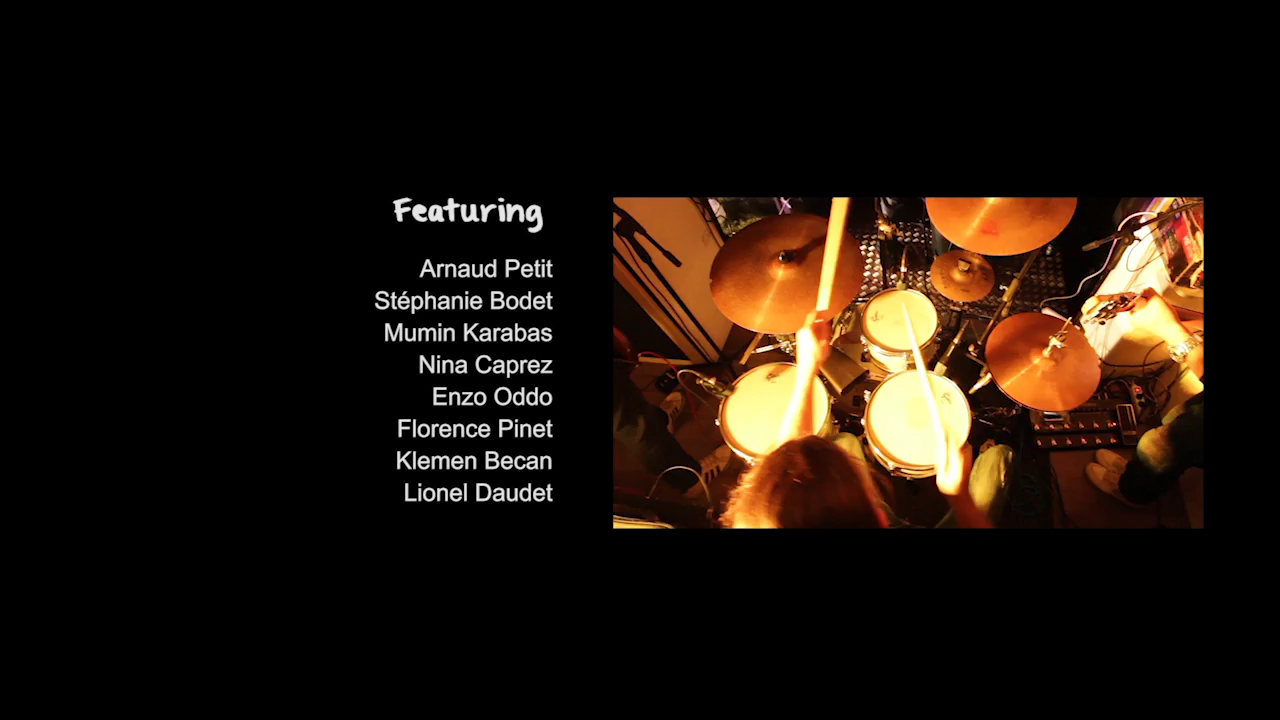 Featuring
Arnaud Petit
Stéphanie Bodet
Mumin Karabas
Nina Caprez
Enzo Oddo
Florence Pinet
Klemen Becan
Lionel Daudet